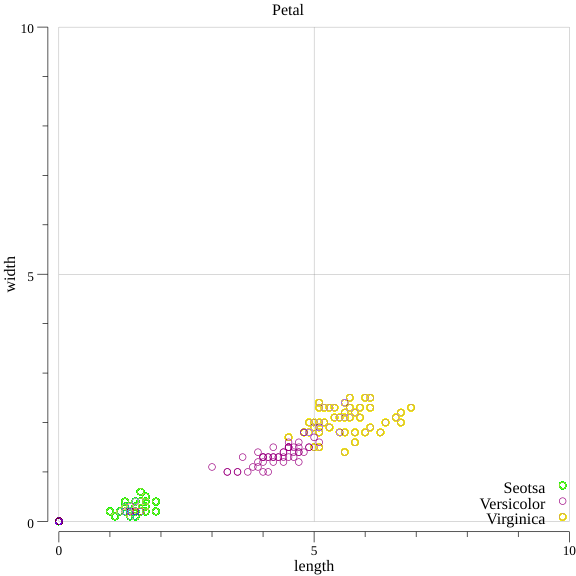 Petal
10
5
0
width
0
5
10
length
Seotsa
Versicolor
Virginica